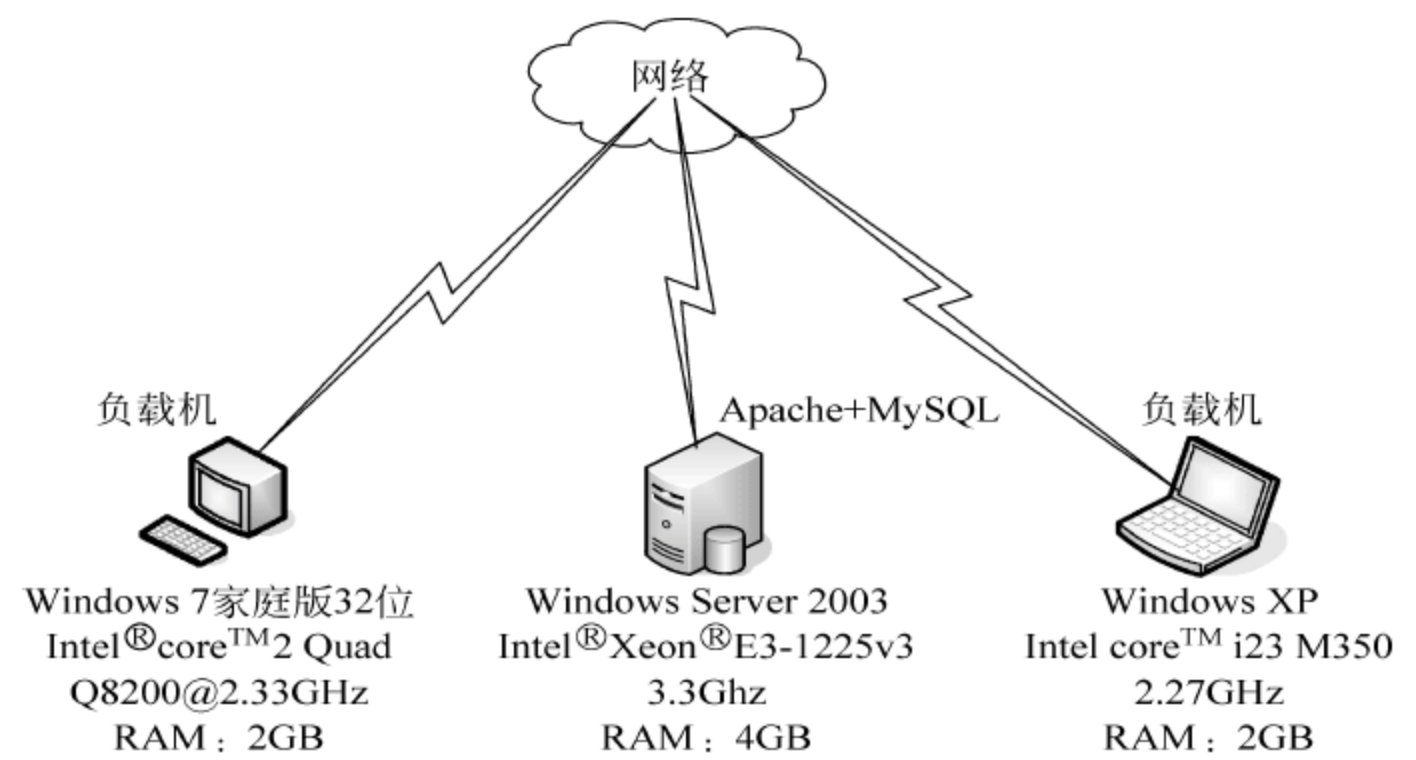 网络
负载机
Apache+MySQL
负载机
Windows 7家庭版32位
Intel®core™2 Quad
Q8200@2.33GHz
RAM：2GB
Windows Server 2003
Intel®Xeon®E3-1225v3
3.3Ghz
RAM：4GB
Windows XP
Intel core™ i23 M350
2.27GHz
RAM：2GB